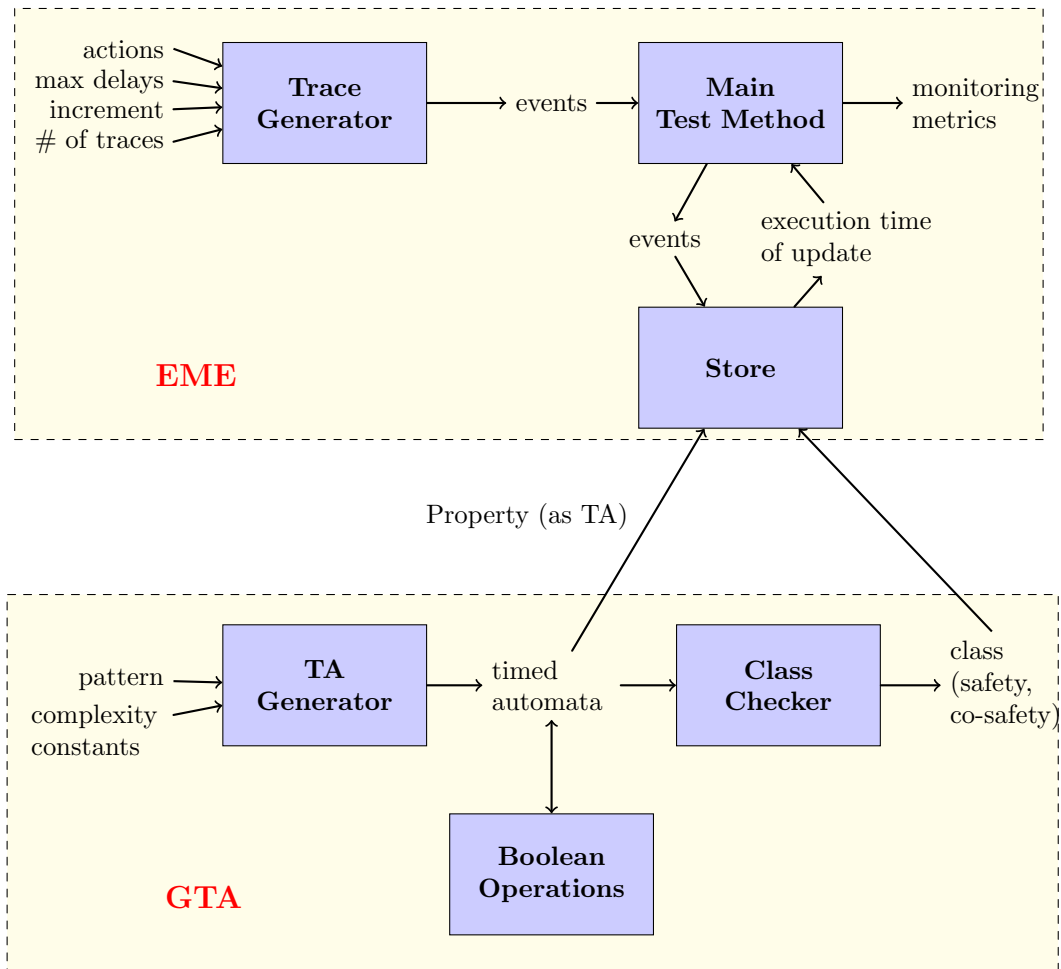 actions
max delays
increment
# of traces
Trace
Generator
events
Main
Test Method
monitoring
metrics
events
execution time
of update
Store
EME
Property (as TA)
pattern
complexity
constants
TA
Generator
timed
automata
Class
Checker
class
(safety,
co-safety)
Boolean
Operations
GTA